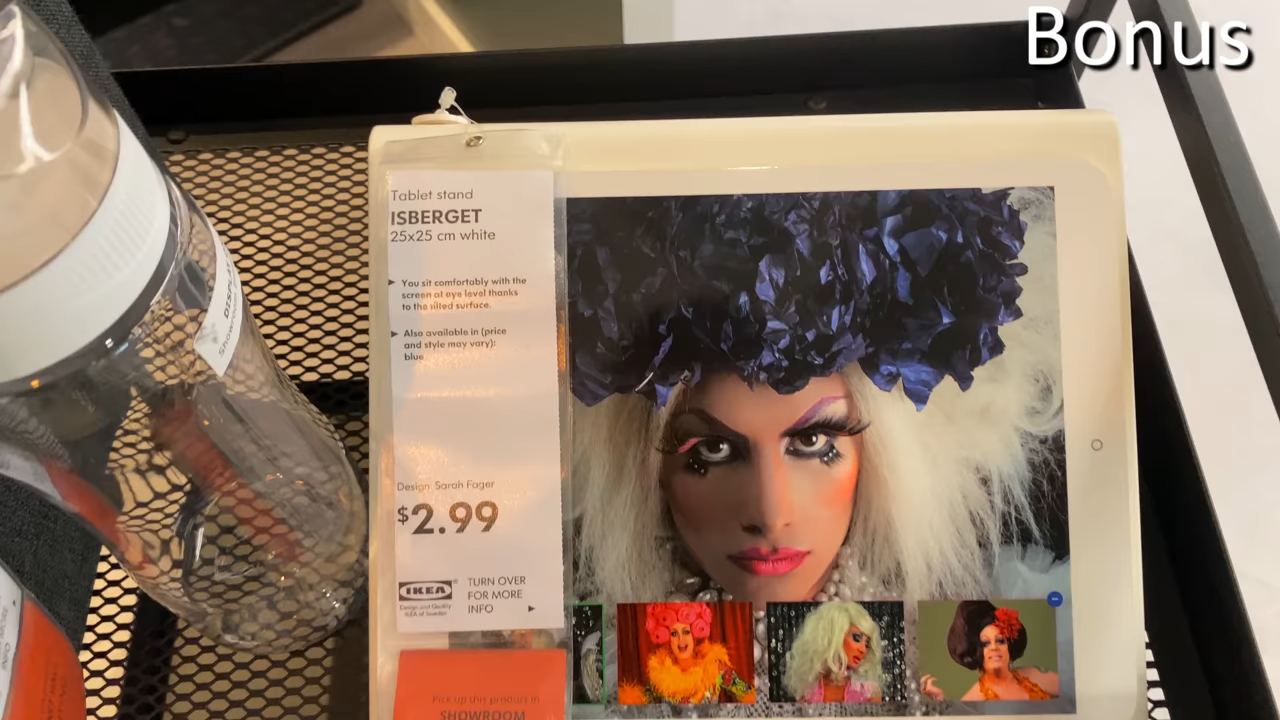 Bonus
Tablet stand
ISBERGET
25x25 cm white
You sit comfortably with the
screen at eye level thanks
to the tilted surface.
Also available in (price
and style may vary):
blue
Design Sarah Fager
$2.99
IKEA
Design and Quality
IKEA of Sweden
TURN OVER
FOR MORE
INFO
Pick up this product in
SHOWROOM